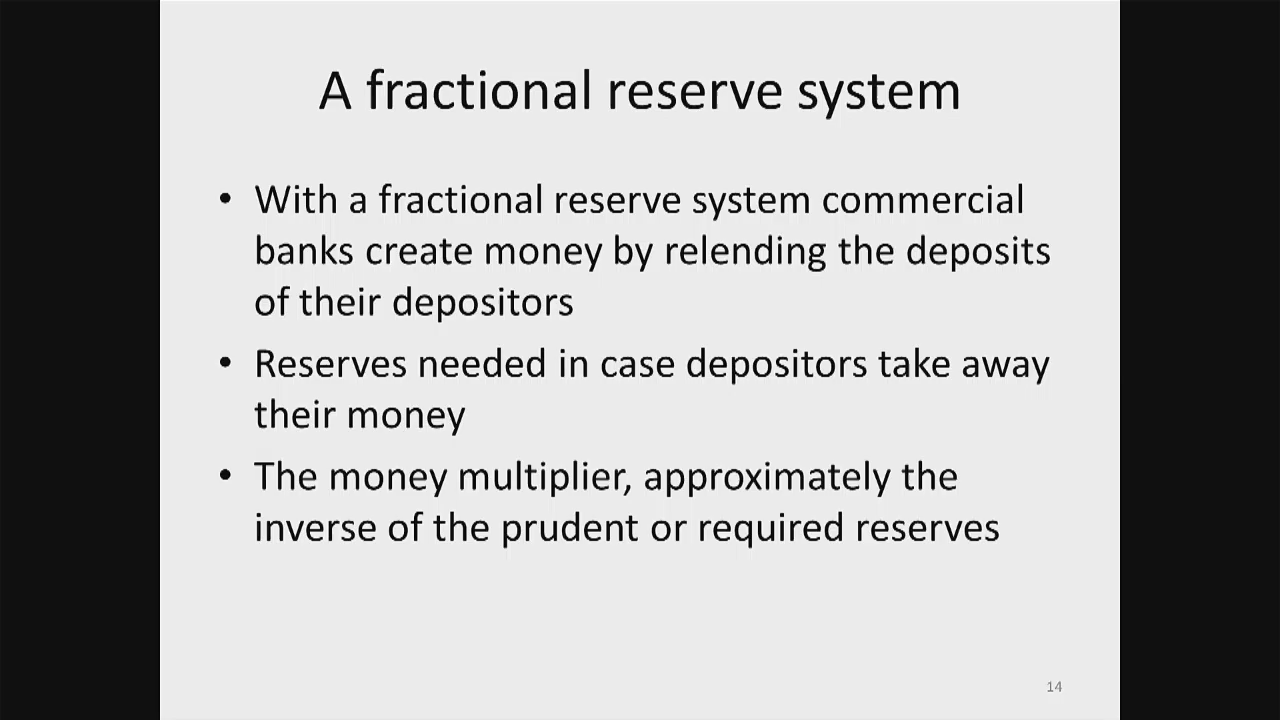 A fractional reserve system
• With a fractional reserve system commercial
banks create money by relending the deposits
of their depositors
• Reserves needed in case depositors take away
their money
• The money multiplier, approximately the
inverse of the prudent or required reserves
14